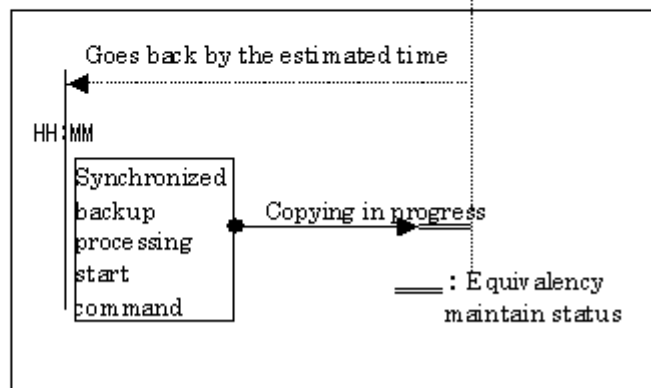 Goes back by the estimated time
HH:MM
Synchronized
backup
processing
start
command
Copying in progress
: Equivalency
maintain status